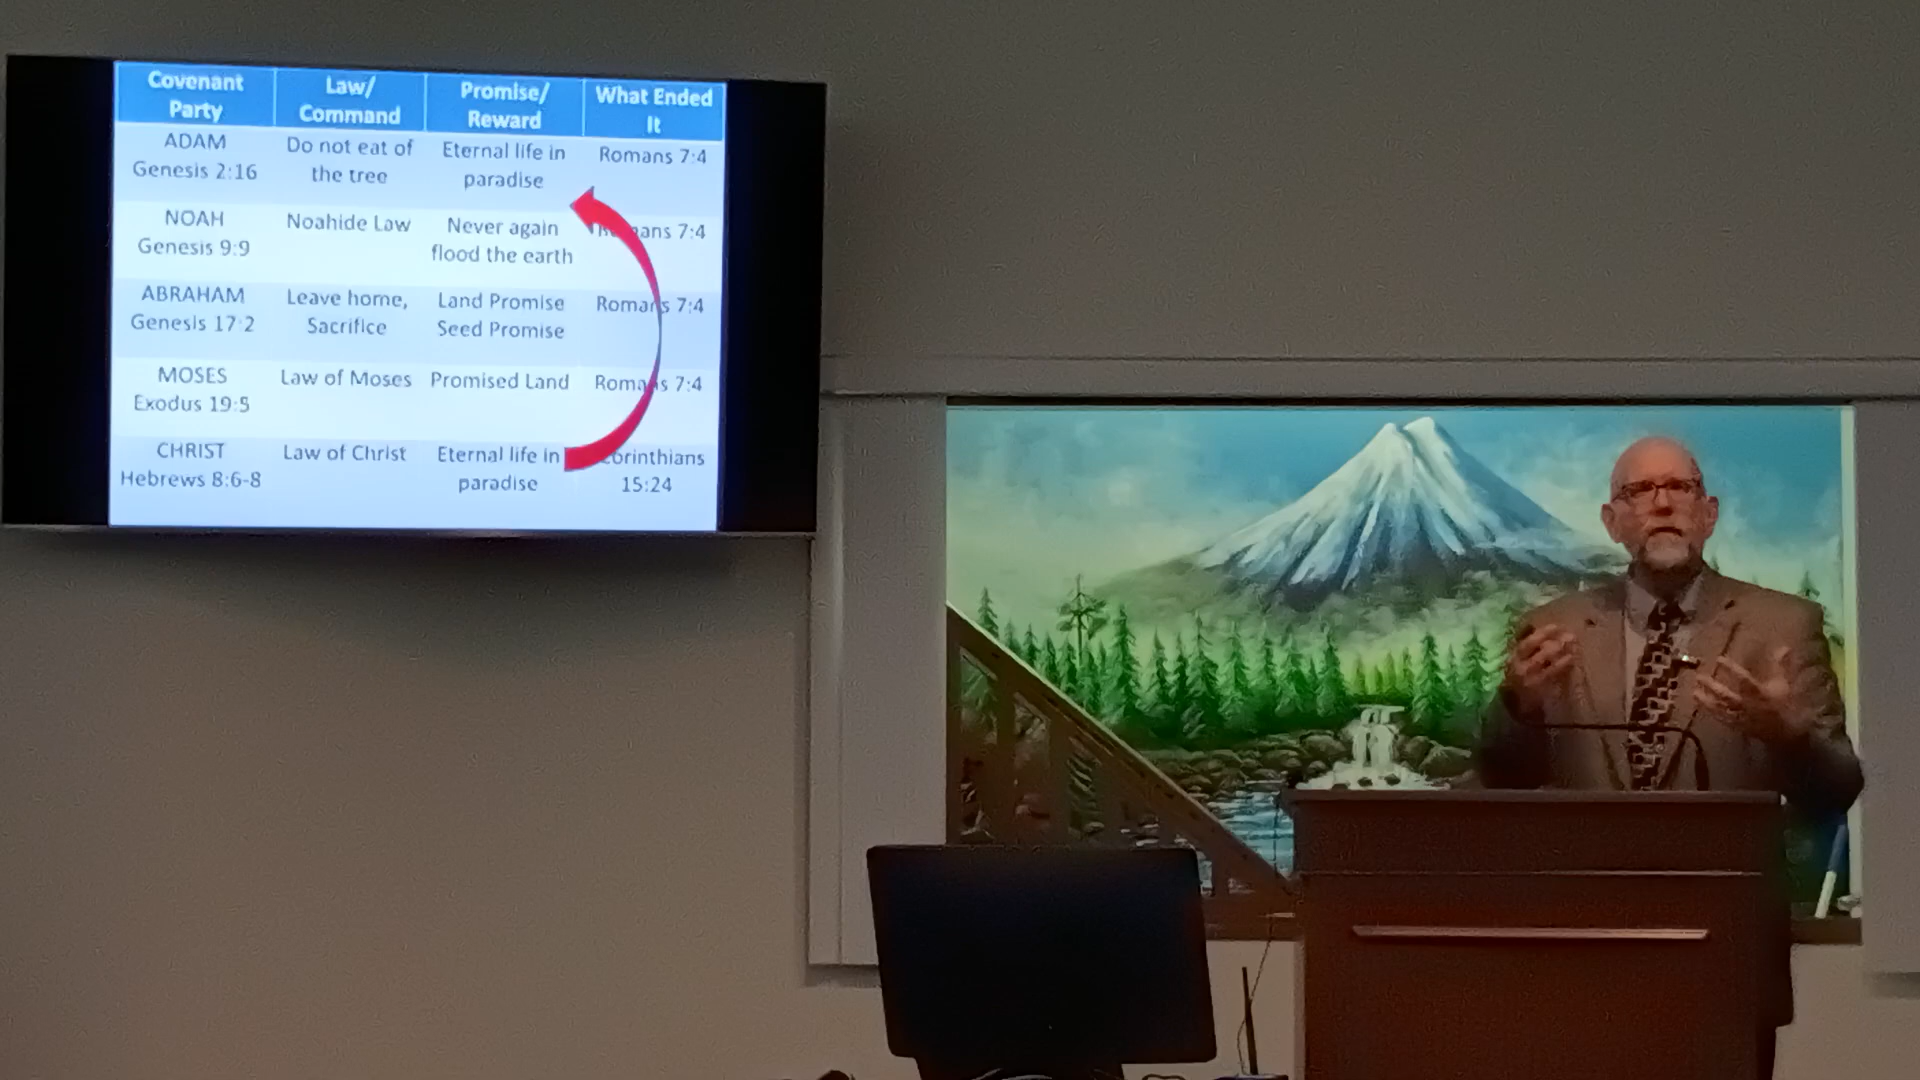 Covenant Party
Law/ Command
Promise/ Reward
What Ended It
ADAM
Genesis 2:16
Do not eat of
the tree
Eternal life in
paradise
Romans 7:4
NOAH
Genesis 9:9
Noahide Law
Never again
flood the earth
ans 7:4
ABRAHAM
Genesis 17:2
Leave home,
Sacrifice
Land Promise
Seed Promise
Romans 7:4
MOSES
Exodus 19:5
Law of Moses
Promised Land
Romans 7:4
CHRIST
Hebrews 8:6-8
Law of Christ
Eternal life in
paradise
orinthians
15:24